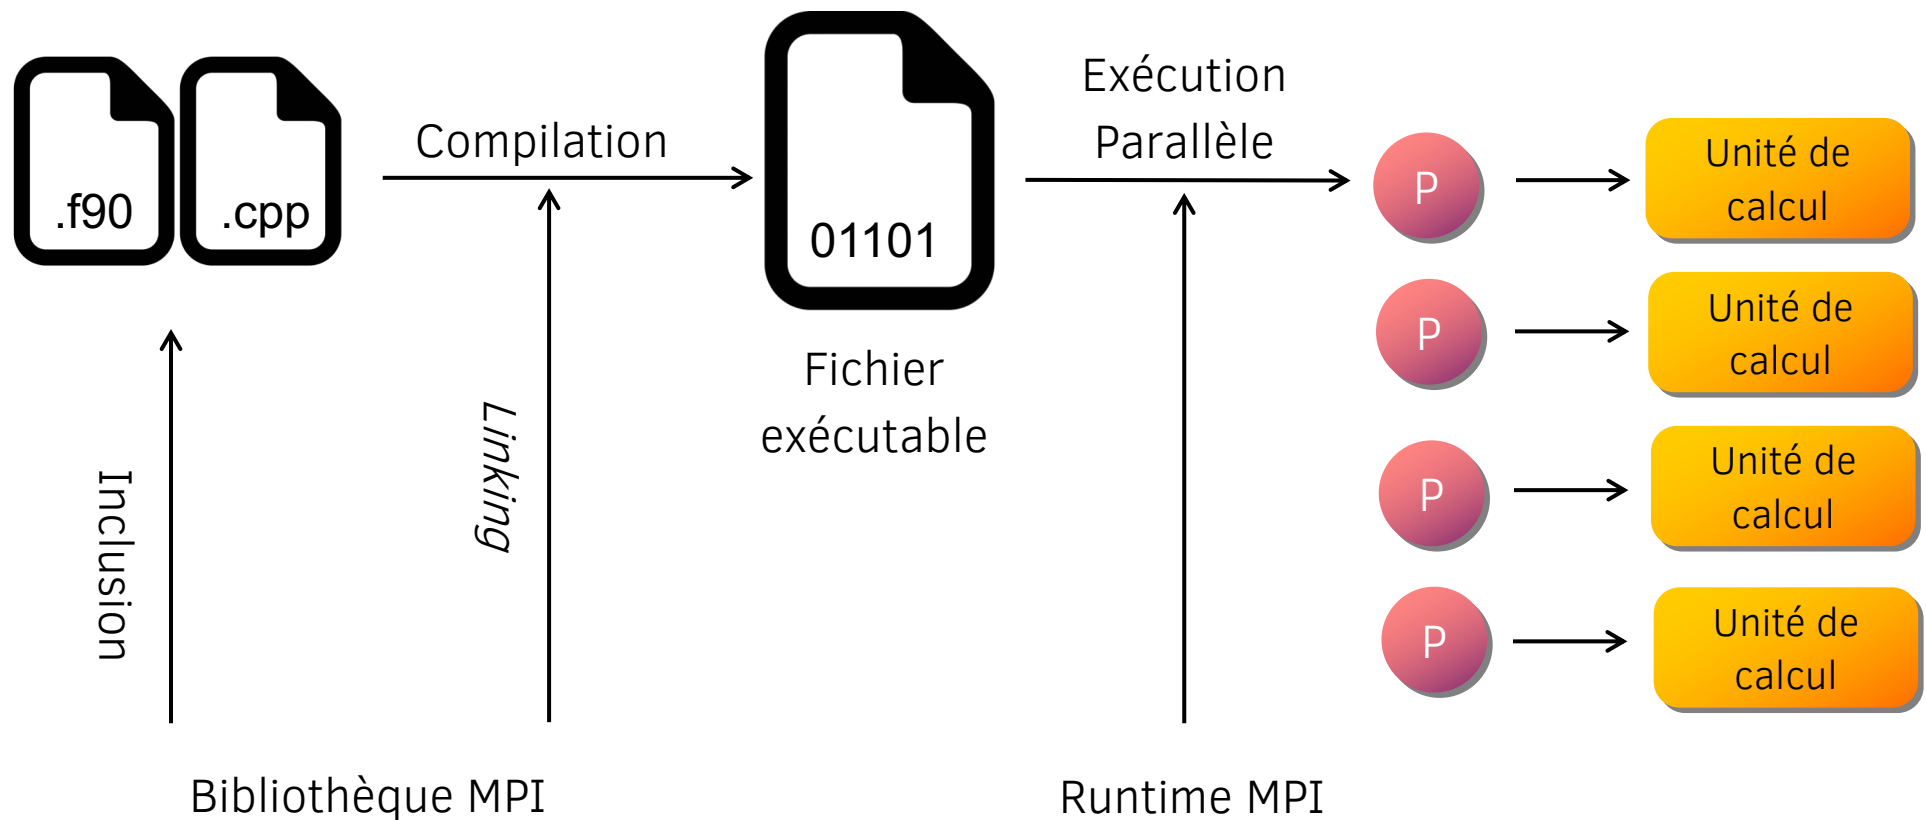 .f90
.cpp
Compilation
01101
Fichier
exécutable
Exécution
Parallèle
P
Unité de
calcul
P
Unité de
calcul
P
Unité de
calcul
P
Unité de
calcul
Inclusion
Linking
Bibliothèque MPI
Runtime MPI